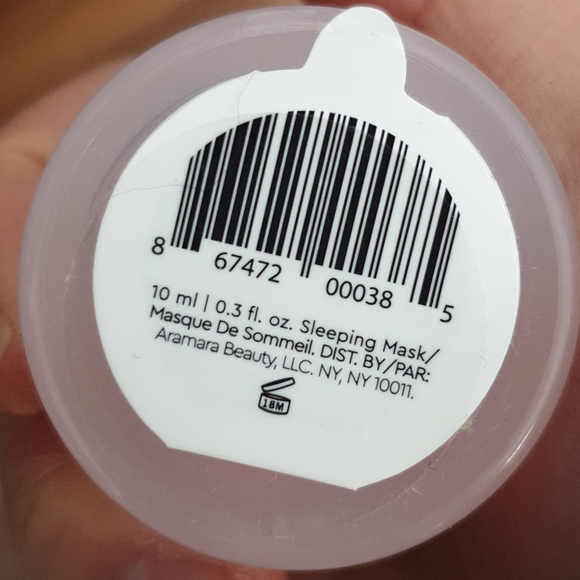 8 67472 00038 5
10 ml | 0.3 fl. oz. Sleeping Mask/
Masque De Sommeil. DIST. BY/PAR:
Aramara Beauty, LLC. NY, NY 10011.
18M